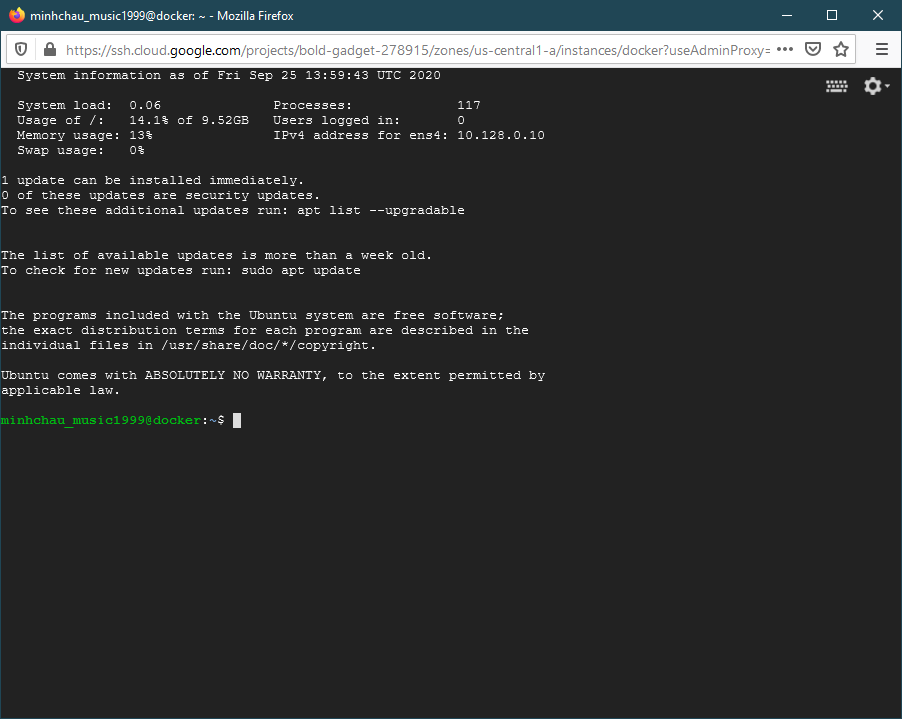 minhchau_music1999@docker: ~ - Mozilla Firefox
https://ssh.cloud.google.com/projects/bold-gadget-278915/zones/us-central1-a/instances/docker?useAdminProxy=
System information as of Fri Sep 25 13:59:43 UTC 2020
System load:  0.06              Processes:             117
Usage of /:   14.1% of 9.52GB   Users logged in:       0
Memory usage: 13%               IPv4 address for ens4: 10.128.0.10
Swap usage:   0%
1 update can be installed immediately.
0 of these updates are security updates.
To see these additional updates run: apt list --upgradable
The list of available updates is more than a week old.
To check for new updates run: sudo apt update
The programs included with the Ubuntu system are free software;
the exact distribution terms for each program are described in the
individual files in /usr/share/doc/*/copyright.
Ubuntu comes with ABSOLUTELY NO WARRANTY, to the extent permitted by
applicable law.
minhchau_music1999@docker:~$